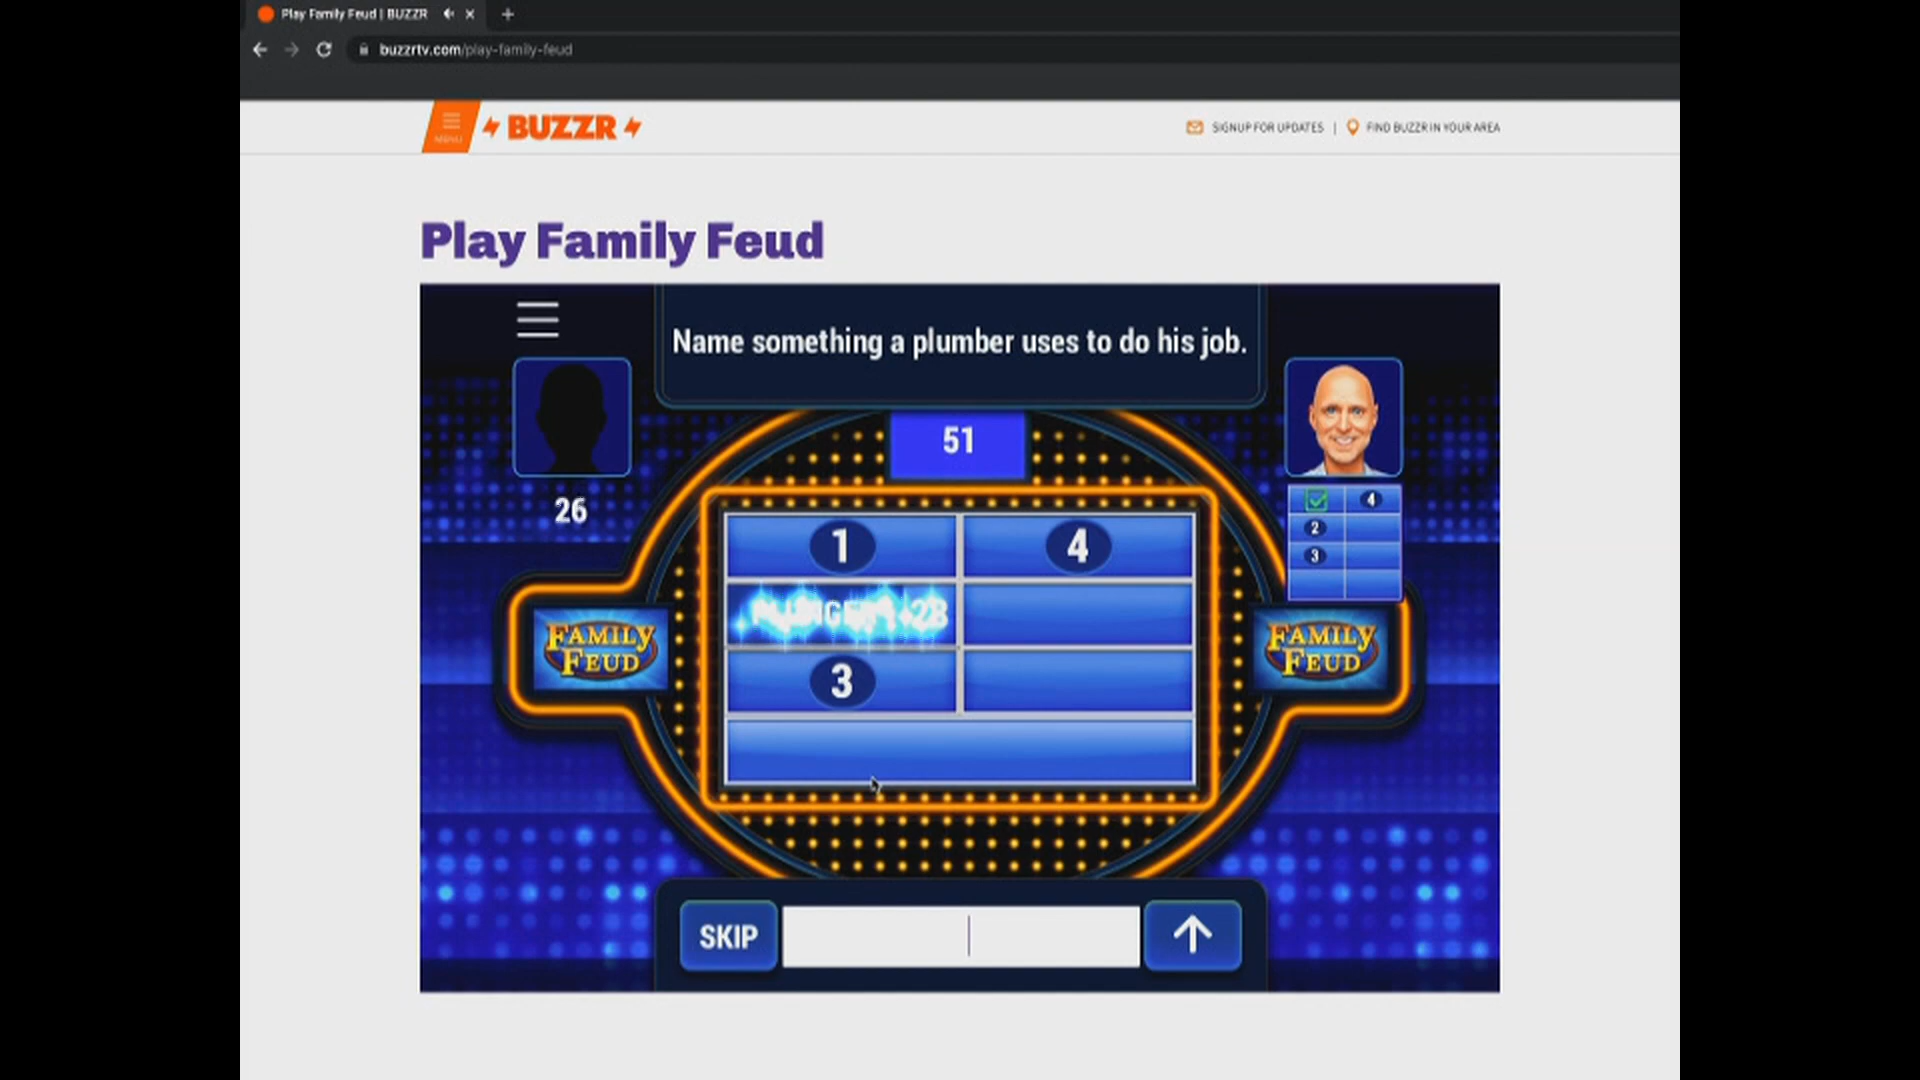 Play Family Feud | BUZZR
buzzrtv.com/play-family-feud
MENU
BUZZR
SIGNUP FOR UPDATES | FIND BUZZR IN YOUR AREA
Play Family Feud
Name something a plumber uses to do his job.
51
26
1
4
3
4
2
3
FAMILY
FEUD
FAMILY
FEUD
SKIP